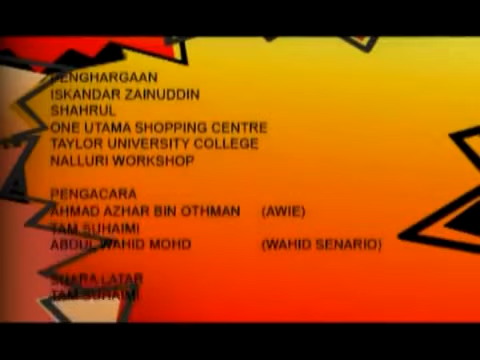 PENGHARGAAN
ISKANDAR ZAINUDDIN
SHAHRUL
ONE UTAMA SHOPPING CENTRE
TAYLOR UNIVERSITY COLLEGE
NALLURI WORKSHOP
PENGACARA
AHMAD AZHAR BIN OTHMAN (AWIE)
TAM SUHAIMI
ABDUL WAHID MOHD (WAHID SENARIO)
SUARA LATAR
TAM SUHAIMI